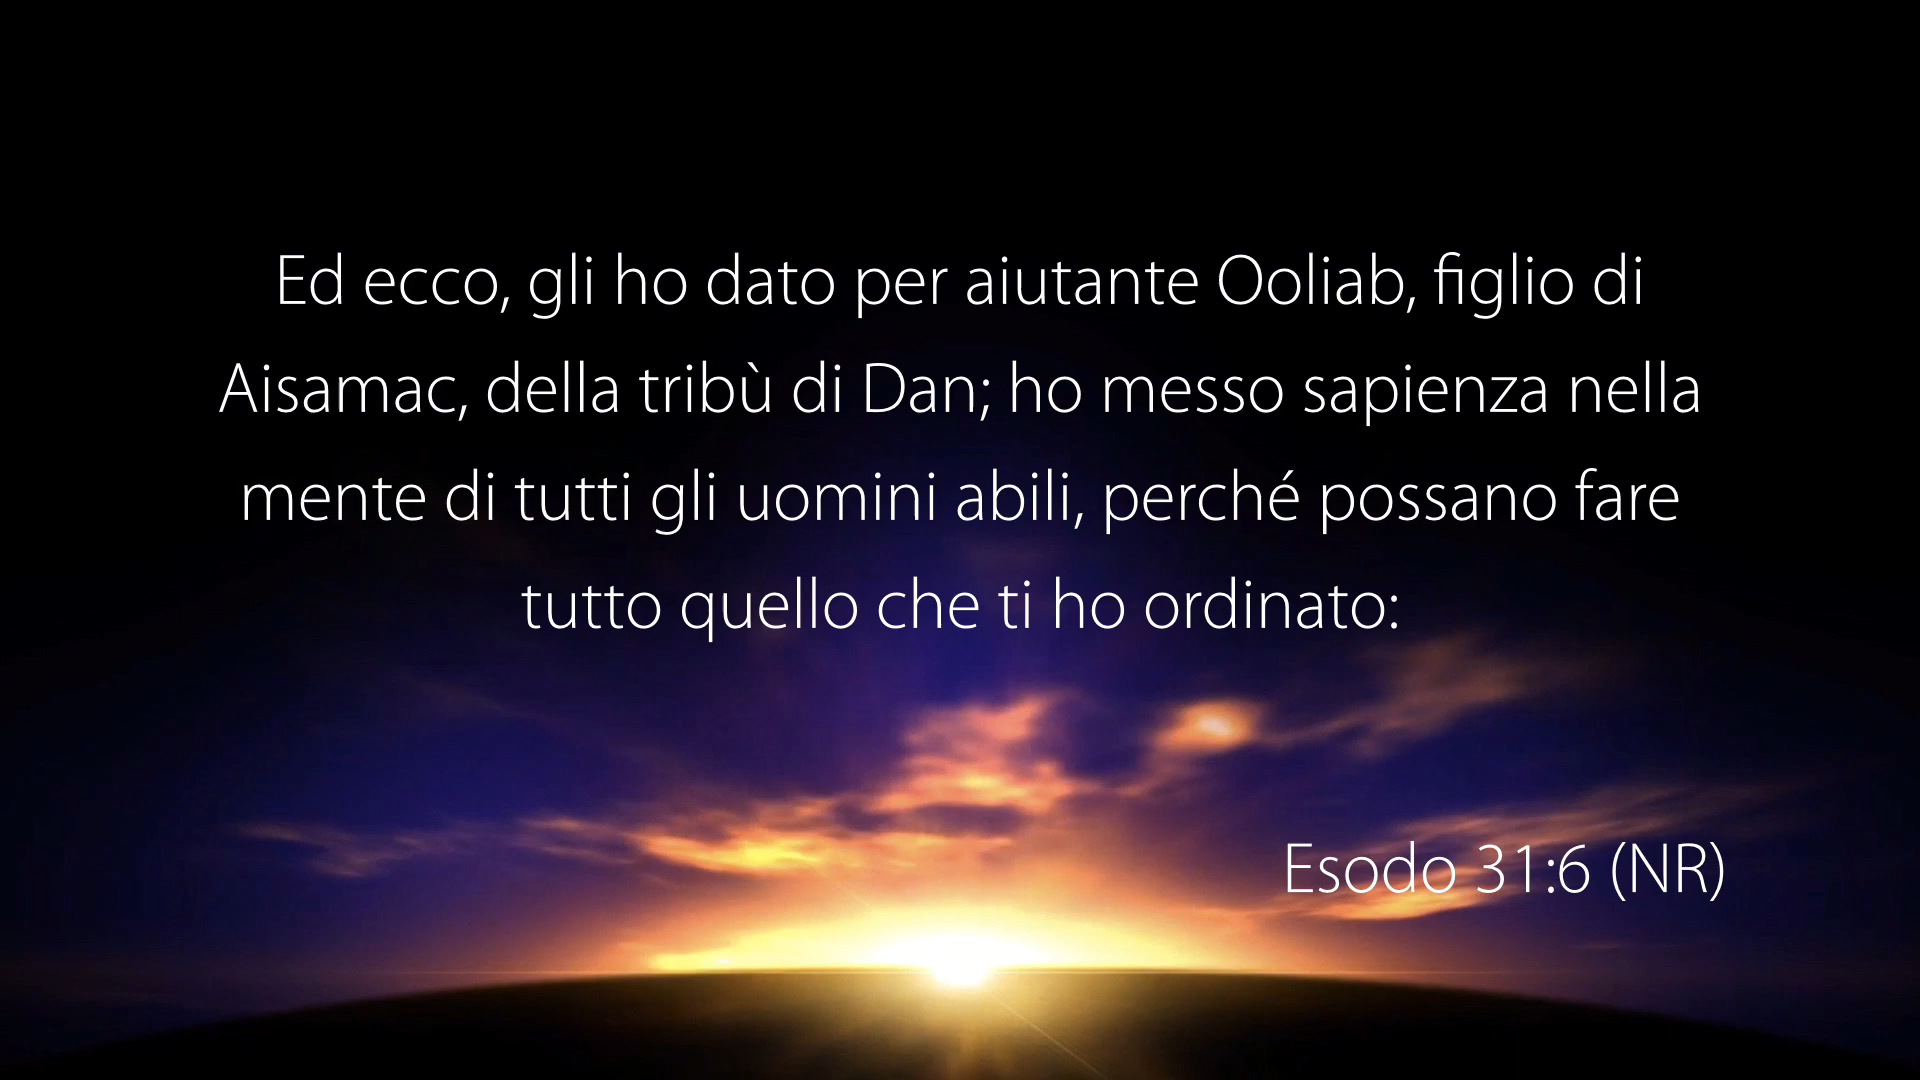 Ed ecco, gli ho dato per aiutante Ooliab, figlio di
Aisamac, della tribù di Dan; ho messo sapienza nella
mente di tutti gli uomini abili, perché possano fare
tutto quello che ti ho ordinato:
Esodo 31:6 (NR)